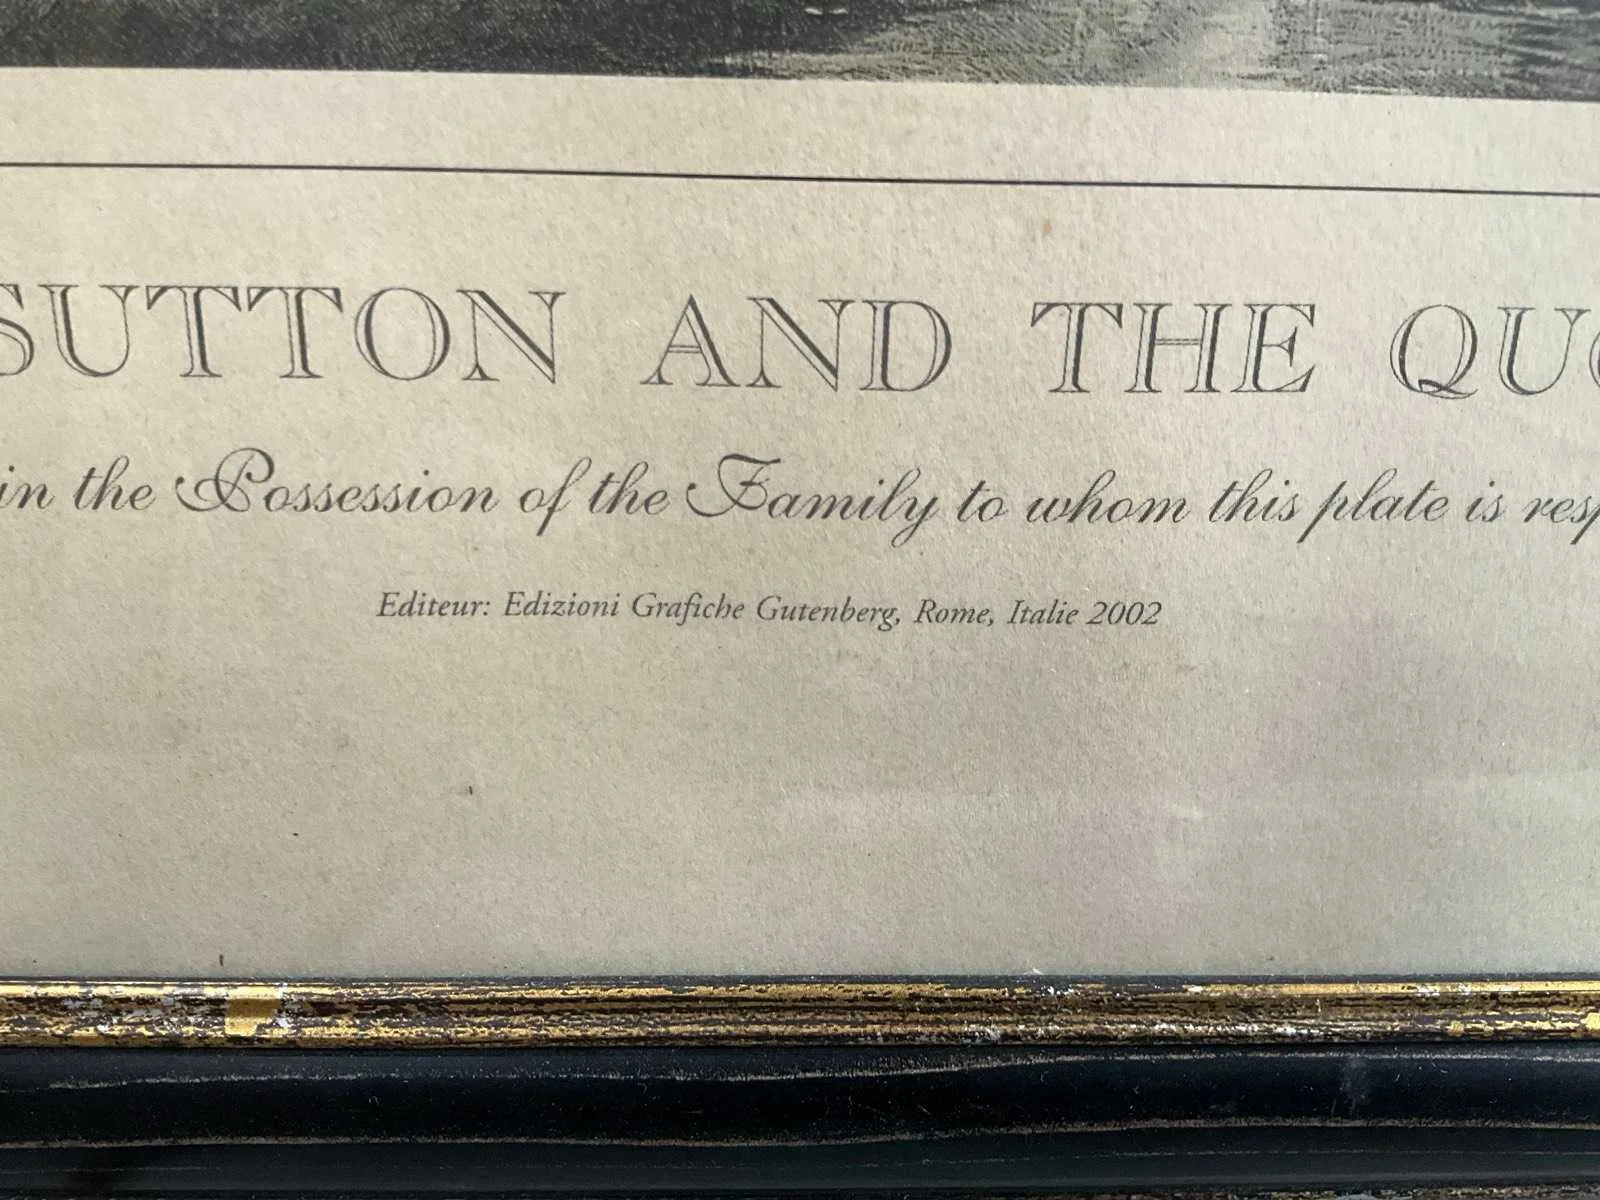 SUTTON AND THE
in the Possession of the Family to whom this plate is
Editeur: Edizioni Grafiche Gutenberg, Rome, Italie 2002